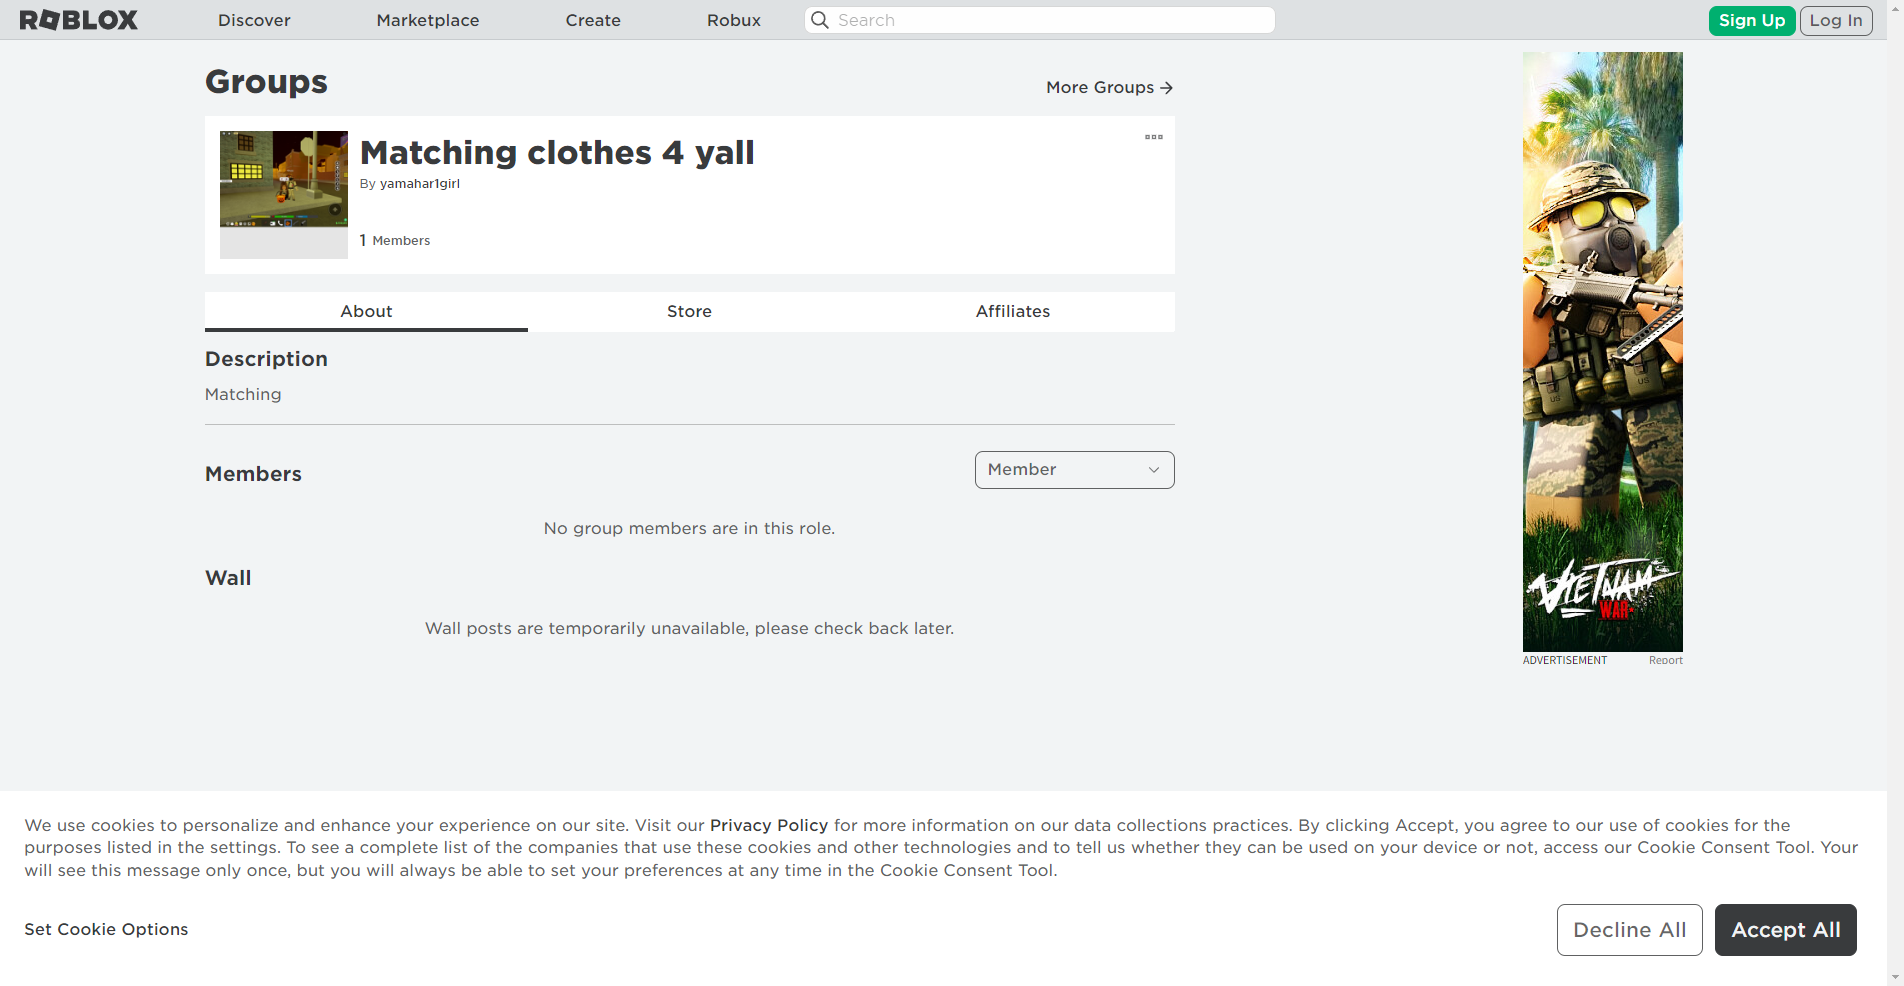 ROBLOX
Discover
Marketplace
Create
Robux
Search
Sign Up
Log In
Groups
More Groups
Matching clothes 4 yall
By yamahar1girl
1 Members
About
Store
Affiliates
Description
Matching
Members
Member
No group members are in this role.
Wall
Wall posts are temporarily unavailable, please check back later.
US
US
VIETNAM
WAR
ADVERTISEMENT
Report
We use cookies to personalize and enhance your experience on our site. Visit our Privacy Policy for more information on our data collections practices. By clicking Accept, you agree to our use of cookies for the
purposes listed in the settings. To see a complete list of the companies that use these cookies and other technologies and to tell us whether they can be used on your device or not, access our Cookie Consent Tool. Your
will see this message only once, but you will always be able to set your preferences at any time in the Cookie Consent Tool.
Set Cookie Options
Decline All
Accept All